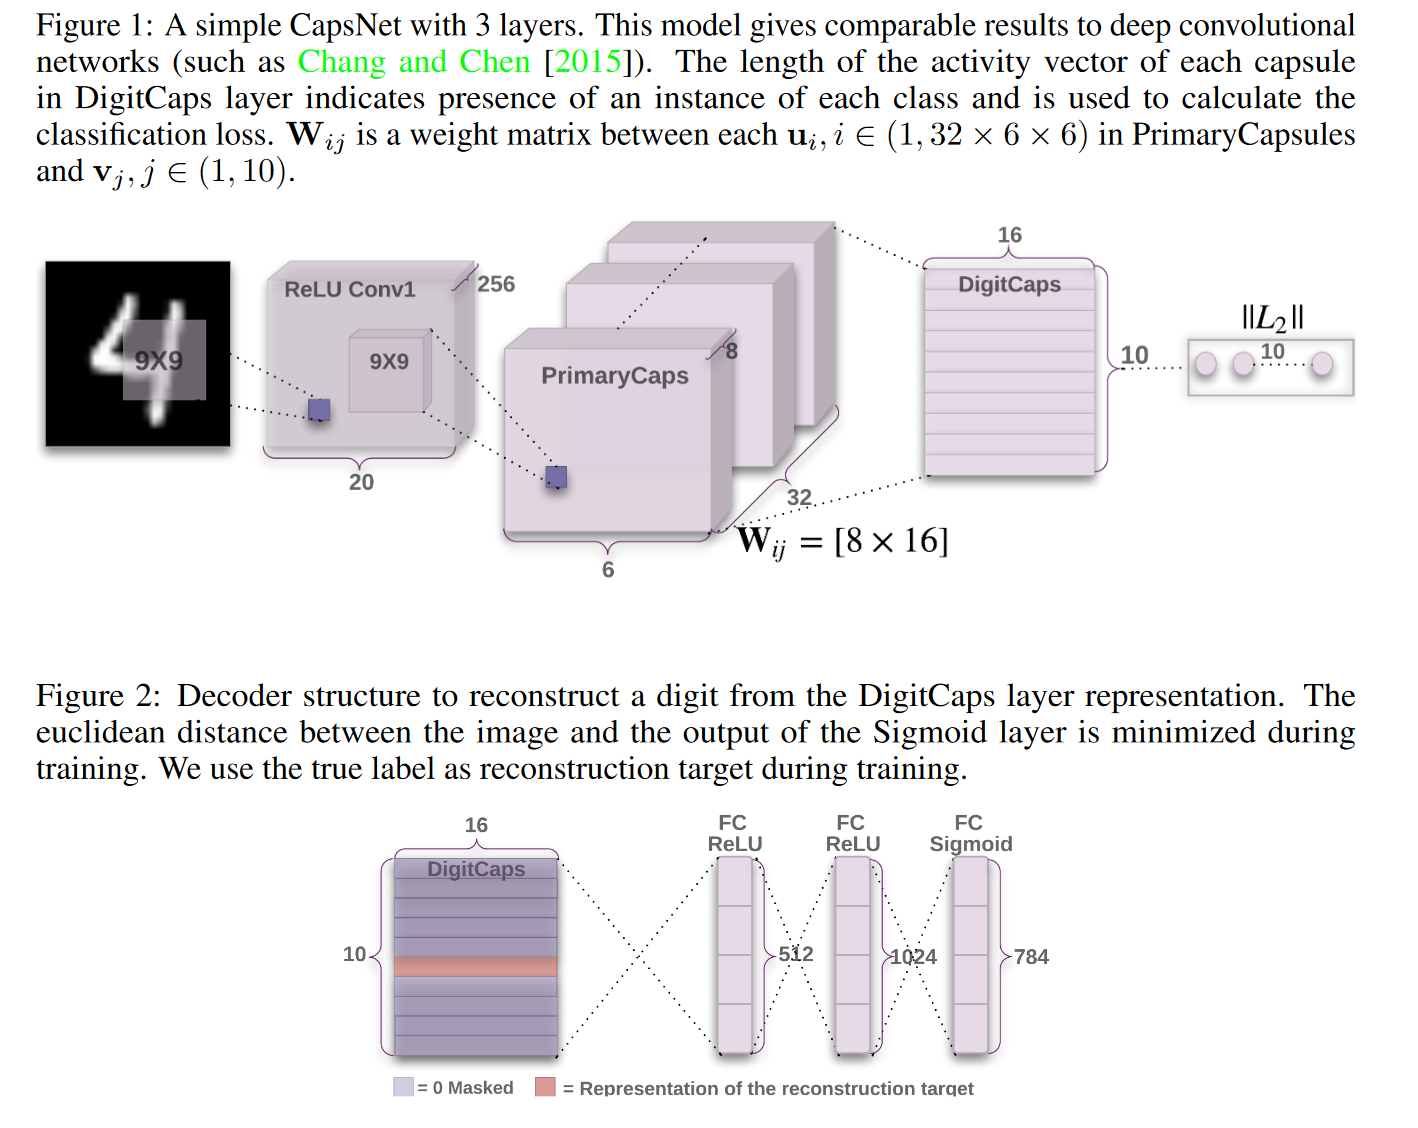 Figure 1: A simple CapsNet with 3 layers. This model gives comparable results to deep convolutional
networks (such as Chang and Chen [2015]). The length of the activity vector of each capsule
in DigitCaps layer indicates presence of an instance of each class and is used to calculate the
classification loss. W_{ij} is a weight matrix between each u_i, i ∈ (1, 32 × 6 × 6) in PrimaryCapsules
and v_j, j ∈ (1, 10).
16
ReLU Conv1
256
DigitCaps
||L_2||
9X9
9X9
8
PrimaryCaps
10
10
20
32
W_{ij} = [8 × 16]
6
Figure 2: Decoder structure to reconstruct a digit from the DigitCaps layer representation. The
euclidean distance between the image and the output of the Sigmoid layer is minimized during
training. We use the true label as reconstruction target during training.
16
FC
ReLU
FC
ReLU
FC
Sigmoid
DigitCaps
10
512
1024
784
= 0 Masked
= Representation of the reconstruction target